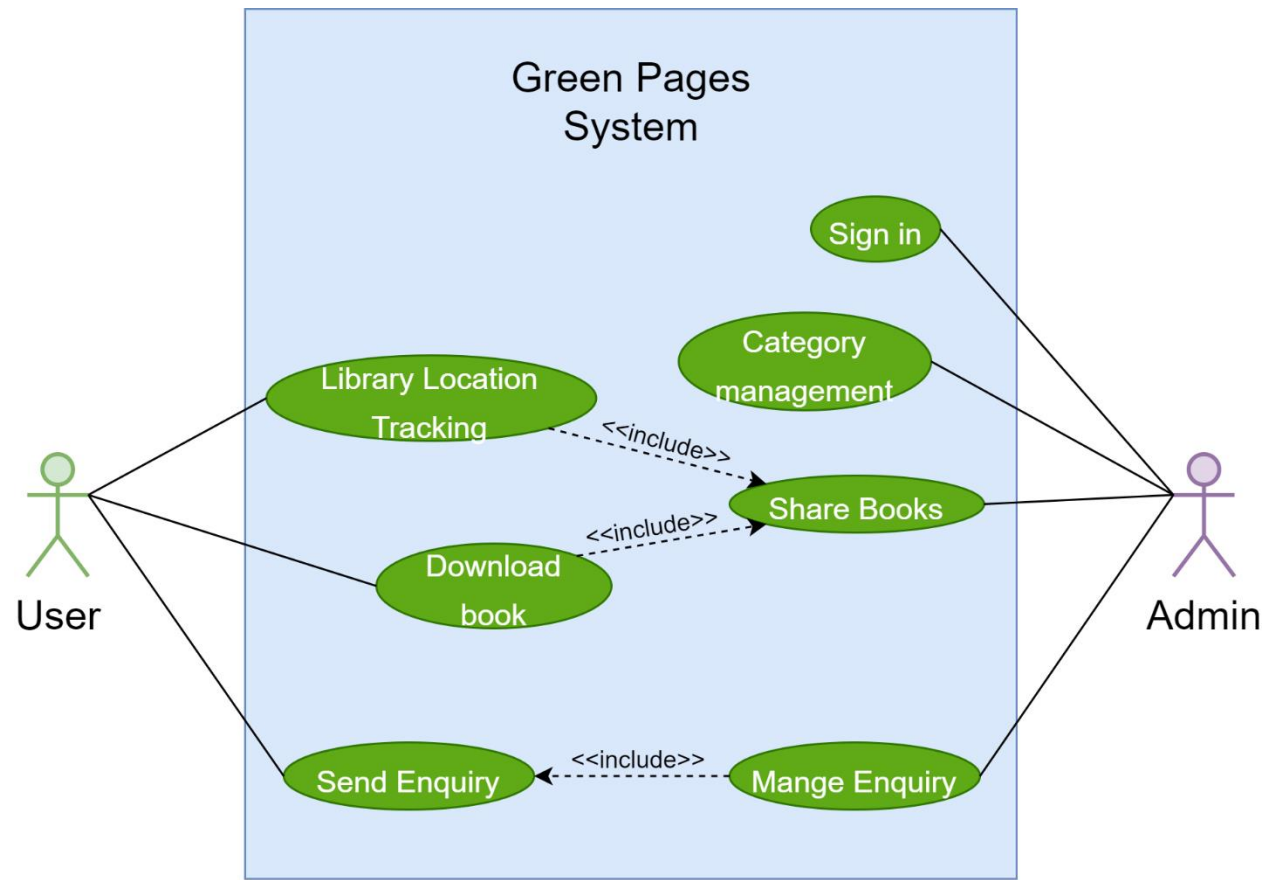 Green Pages
System
Sign in
Category
management
Library Location
Tracking
<<include>>
Share Books
<<include>>
Download
book
User
Admin
Send Enquiry
<<include>>
Mange Enquiry